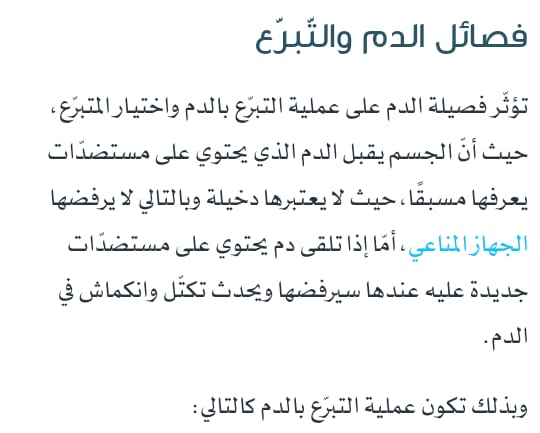 فصائل الدم والتّبرّع
تؤثّر فصيلة الدم على عملية التبرّع بالدم واختيار المتبرّع،
حيث أنّ الجسم يقبل الدم الذي يحتوي على مستضدّات
يعرفها مسبقًا، حيث لا يعتبرها دخيلة وبالتالي لا يرفضها
الجهاز المناعي، أمّا إذا تلقى دم يحتوي على مستضدّات
جديدة عليه عندها سيرفضها ويحدث تكتّل وانكماش في
الدم.
وبذلك تكون عملية التبرّع بالدم كالتالي: